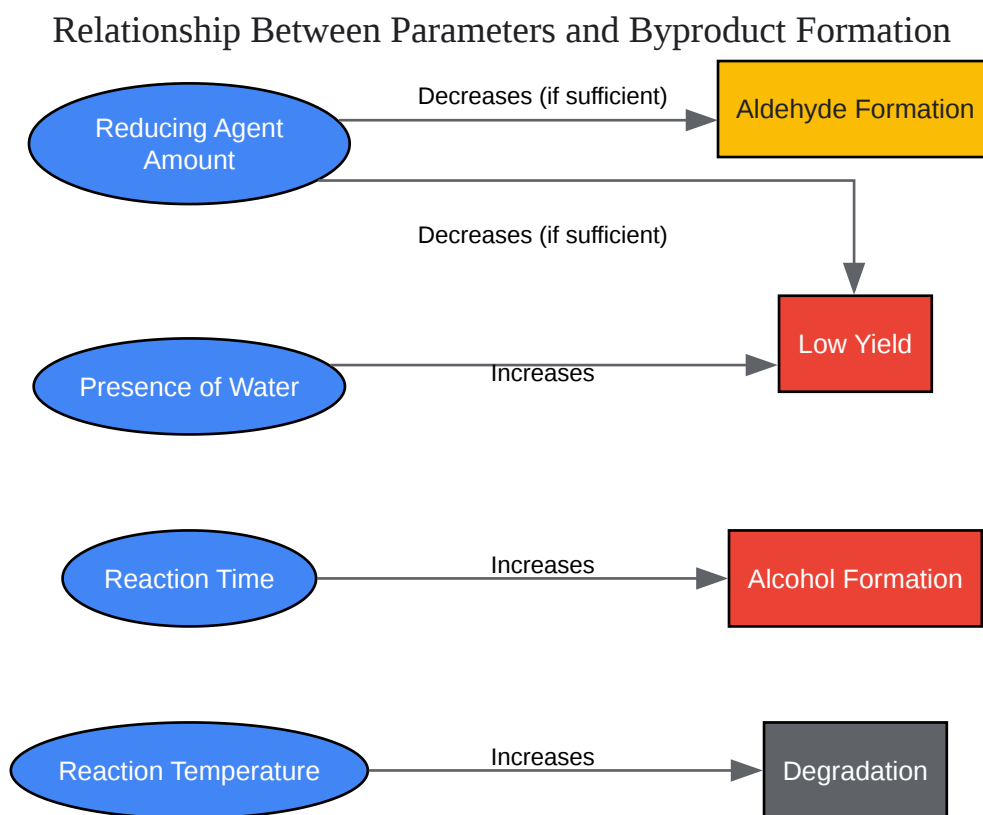 Relationship Between Parameters and Byproduct Formation
Decreases (if sufficient)
Reducing Agent
Amount
Aldehyde Formation
Decreases (if sufficient)
Low Yield
Presence of Water
Increases
Reaction Time
Increases
Alcohol Formation
Reaction Temperature
Increases
Degradation